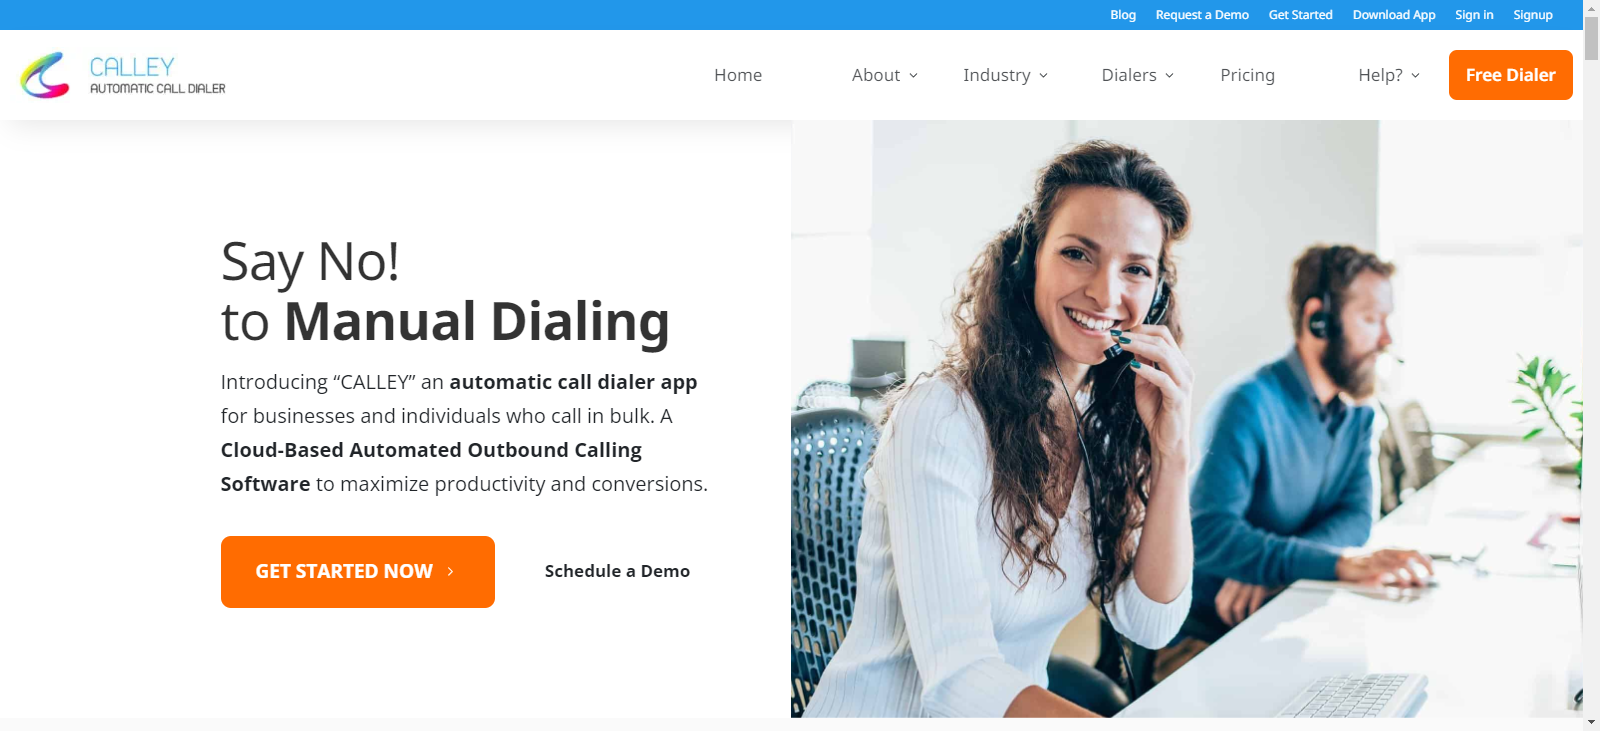 Blog Request a Demo Get Started Download App Sign in Signup
CALLEY
AUTOMATIC CALL DIALER
Home About Industry Dialers Pricing Help? Free Dialer
Say No!
to Manual Dialing
Introducing “CALLEY” an automatic call dialer app
for businesses and individuals who call in bulk. A
Cloud-Based Automated Outbound Calling
Software to maximize productivity and conversions.
GET STARTED NOW
Schedule a Demo